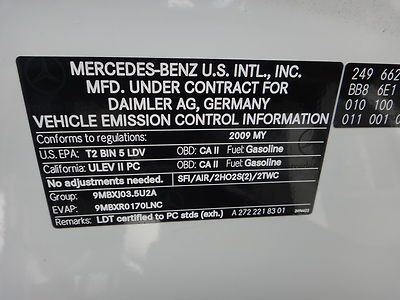 MERCEDES-BENZ U.S. INTL., INC.
MFD. UNDER CONTRACT FOR
DAIMLER AG, GERMANY
VEHICLE EMISSION CONTROL INFORMATION
Conforms to regulations: 2009 MY
U.S. EPA: T2 BIN 5 LDV OBD: CA II Fuel: Gasoline
California: ULEV II PC OBD: CA II Fuel: Gasoline
No adjustments needed. SFI/AIR/2HO2S(2)/2TWC
Group: 9MBXJ03.5U2A
EVAP: 9MBXR0170LNC
Remarks: LDT certified to PC stds (exh.) A 272 221 83 01
249 662
BB8 6E1
010 100
011 001 0